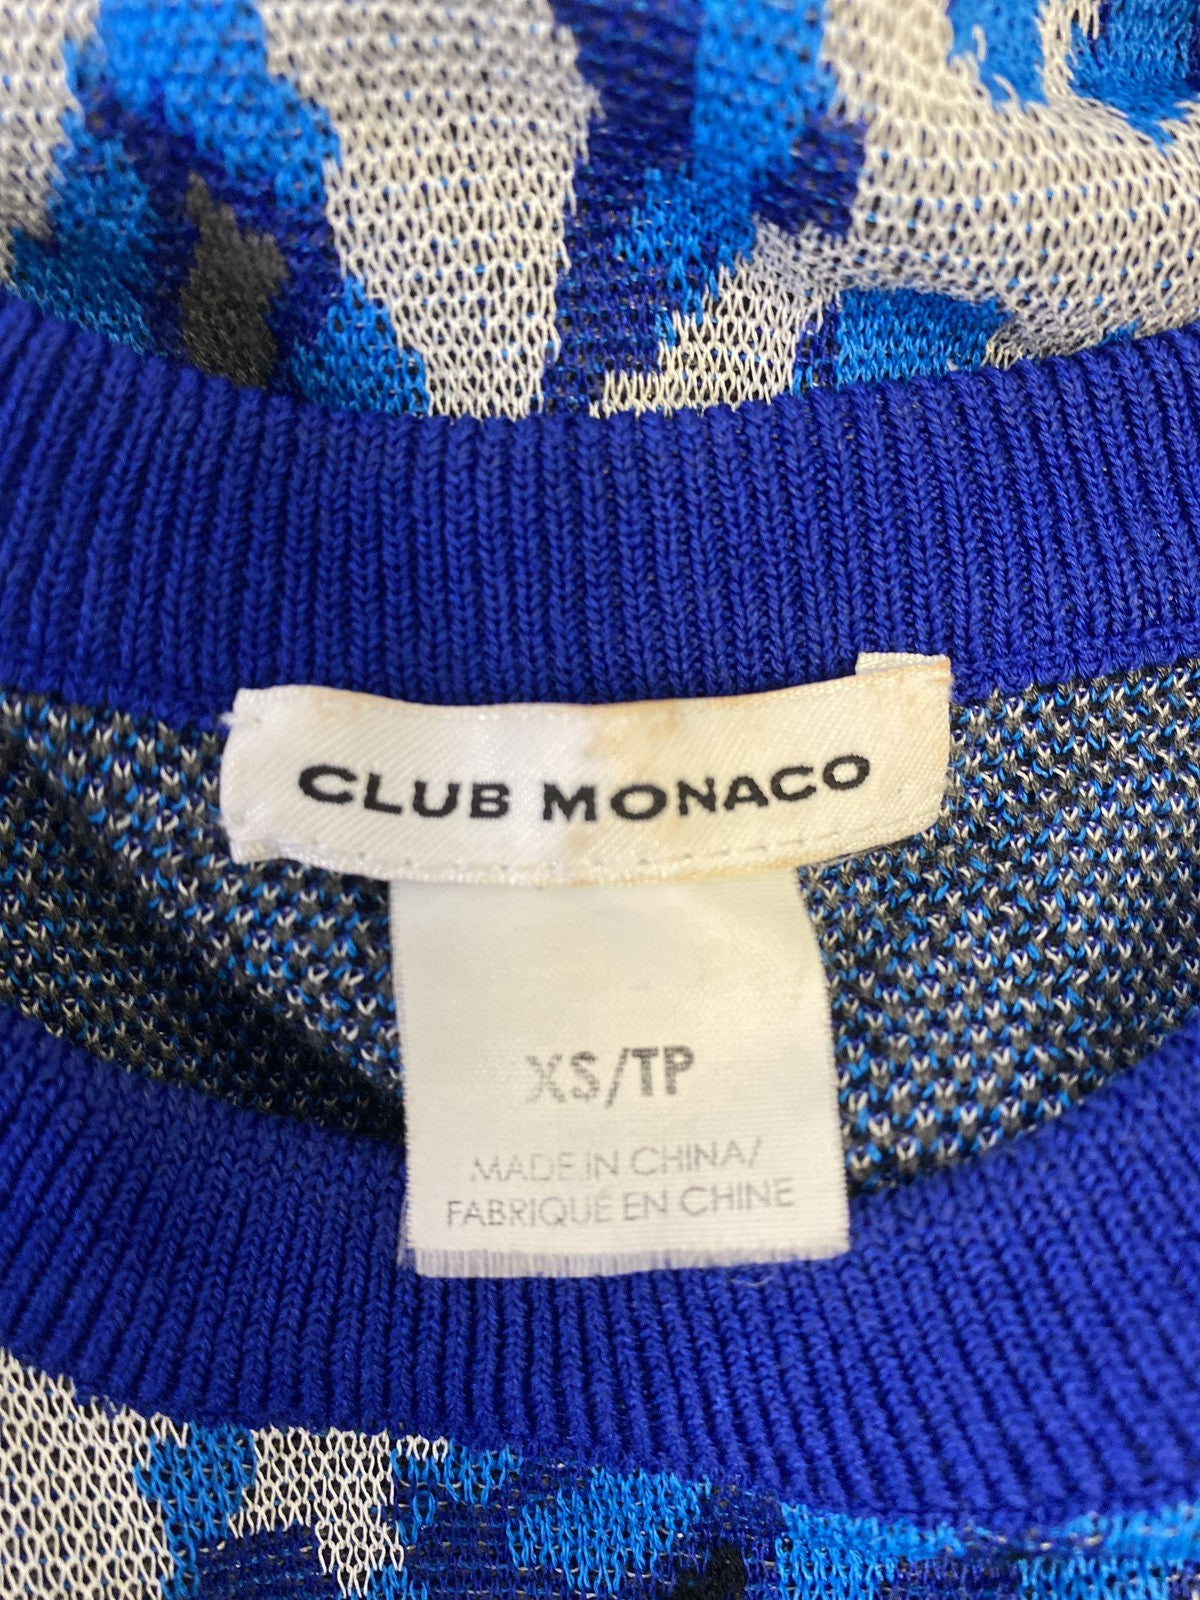 CLUB MONACO
XS/TP
MADE IN CHINA/
FABRIQUÉ EN CHINE